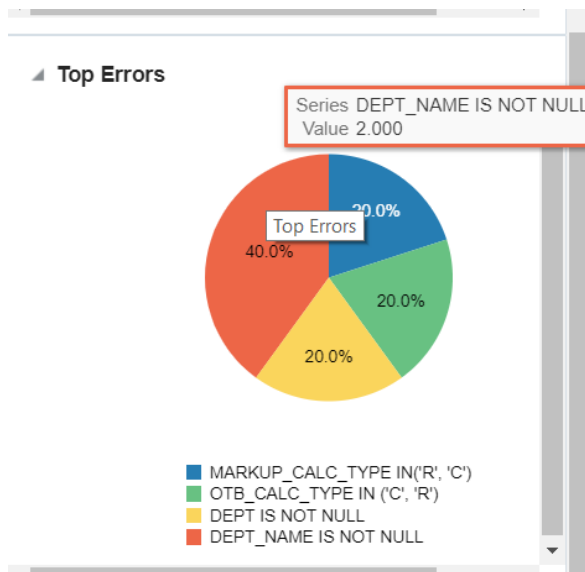 Top Errors
Series DEPT_NAME IS NOT NULL
Value 2.000
20.0%
Top Errors
40.0%
20.0%
20.0%
MARKUP_CALC_TYPE IN('R', 'C')
OTB_CALC_TYPE IN ('C', 'R')
DEPT IS NOT NULL
DEPT_NAME IS NOT NULL